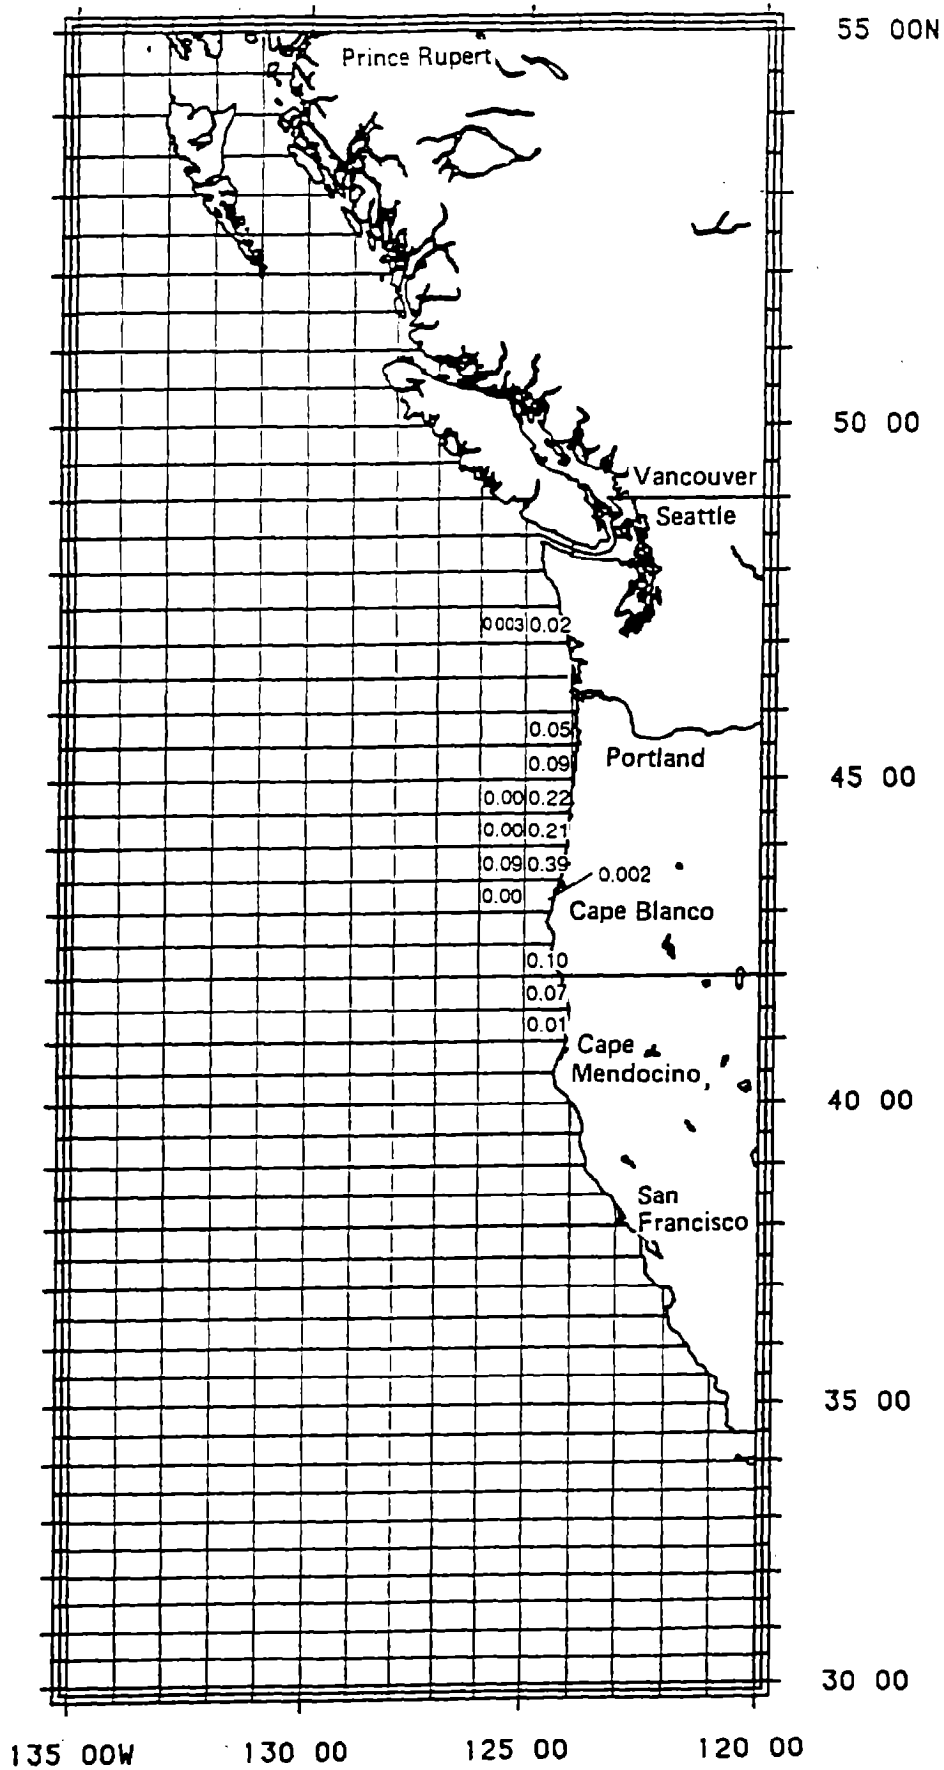 55 00N
Prince Rupert
50 00
Vancouver
Seattle
0.003 0.02
0.05
Portland
0.09
45 00
0.00 0.22
0.00 0.21
0.09 0.39
0.002
0.00
Cape Blanco
0.10
0.07
0.01
Cape
Mendocino
40 00
San
Francisco
35 00
30 00
135 00W 130 00 125 00 120 00